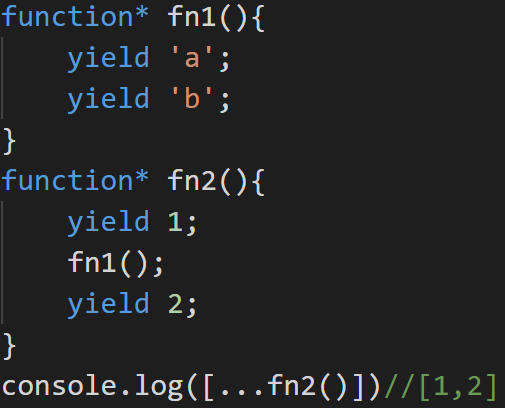 function* fn1(){
    yield 'a';
    yield 'b';
}
function* fn2(){
    yield 1;
    fn1();
    yield 2;
}
console.log([...fn2()])//[1,2]